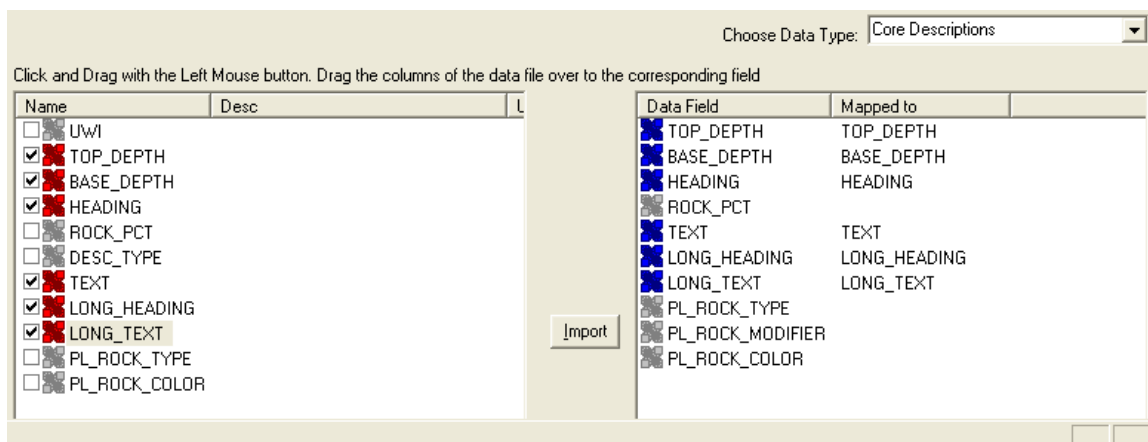 Choose Data Type: Core Descriptions
Click and Drag with the Left Mouse button. Drag the columns of the data file over to the corresponding field
Name Desc
UWI
TOP_DEPTH
BASE_DEPTH
HEADING
ROCK_PCT
DESC_TYPE
TEXT
LONG_HEADING
LONG_TEXT
PL_ROCK_TYPE
PL_ROCK_COLOR
Import
Data Field Mapped to
TOP_DEPTH TOP_DEPTH
BASE_DEPTH BASE_DEPTH
HEADING HEADING
ROCK_PCT
TEXT TEXT
LONG_HEADING LONG_HEADING
LONG_TEXT LONG_TEXT
PL_ROCK_TYPE
PL_ROCK_MODIFIER
PL_ROCK_COLOR